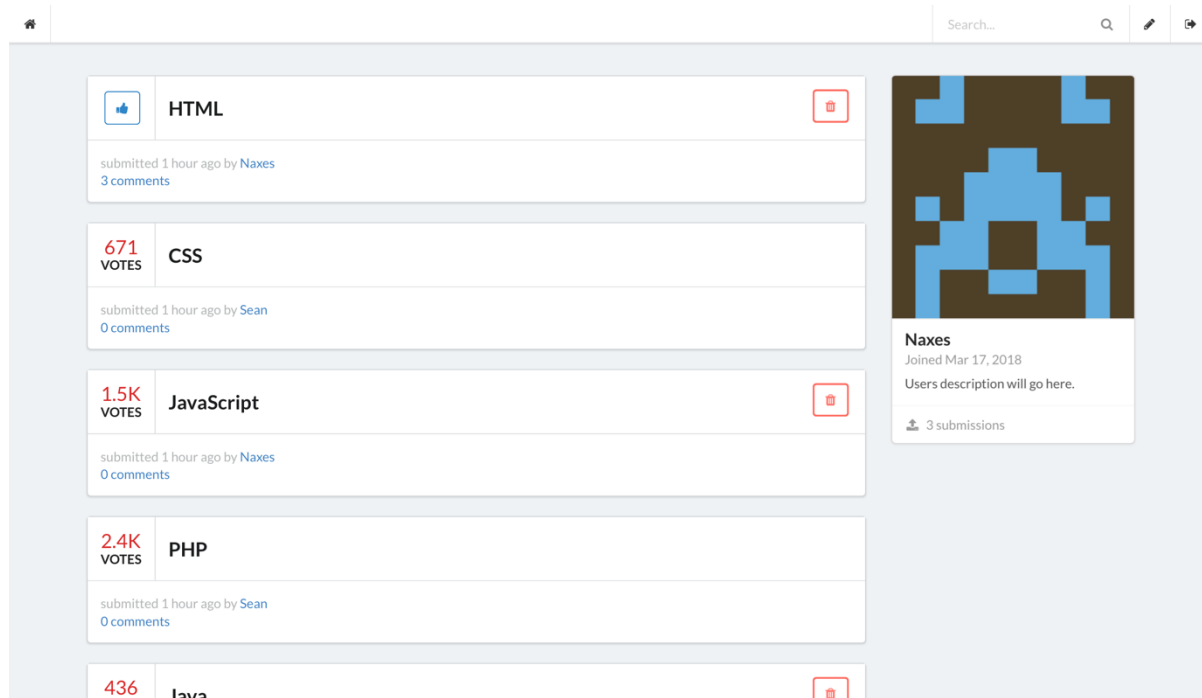 Search...
HTML
submitted 1 hour ago by Naxes
3 comments
671
VOTES
CSS
submitted 1 hour ago by Sean
0 comments
1.5K
VOTES
JavaScript
submitted 1 hour ago by Naxes
0 comments
2.4K
VOTES
PHP
submitted 1 hour ago by Sean
0 comments
436
Java
Naxes
Joined Mar 17, 2018
Users description will go here.
3 submissions